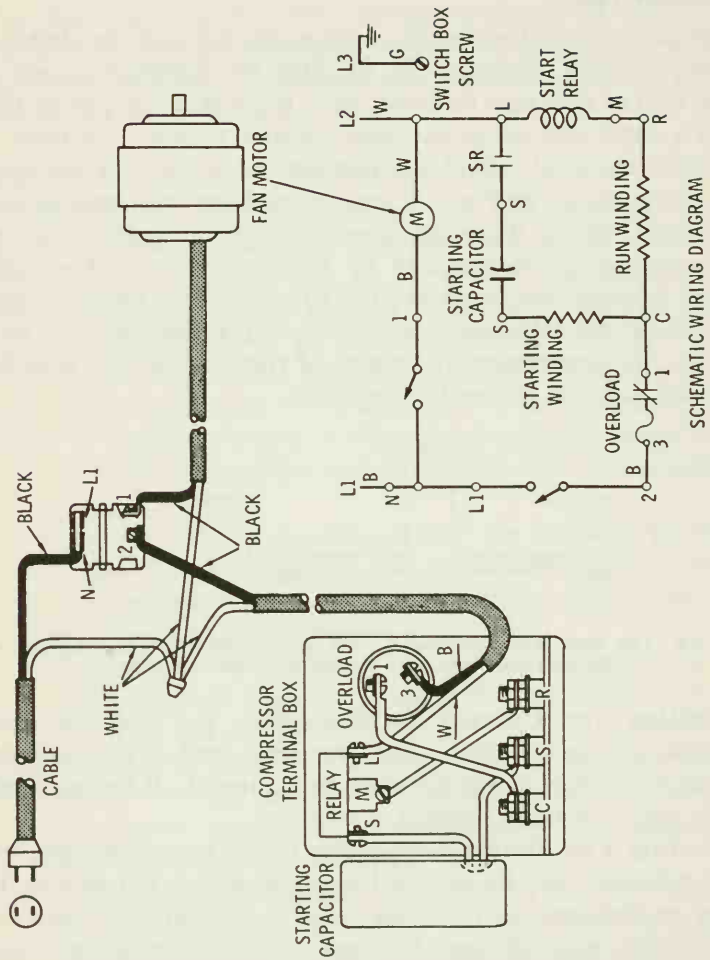 CABLE
BLACK
WHITE
N
L1
2
1
BLACK
FAN MOTOR
COMPRESSOR
TERMINAL BOX
OVERLOAD
1
3
B
W
RELAY
L
M
S
C
S
R
STARTING
CAPACITOR
L1
B
N
L1
B
2
3
OVERLOAD
1
C
1
B
M
W
L2
W
L3
G
SWITCH BOX
SCREW
S
STARTING
CAPACITOR
S
SR
L
START
RELAY
M
R
STARTING
WINDING
RUN WINDING
SCHEMATIC WIRING DIAGRAM